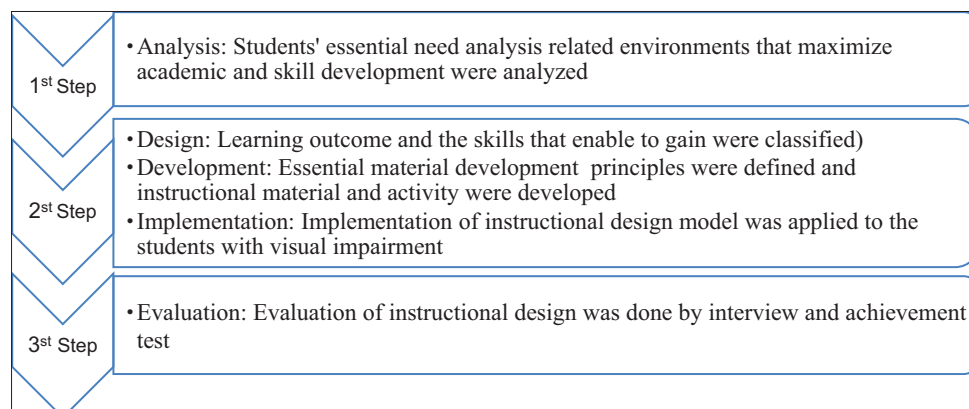 1st Step
•Analysis: Students' essential need analysis related environments that maximize
academic and skill development were analyzed
2st Step
•Design: Learning outcome and the skills that enable to gain were classified)
•Development: Essential material development principles were defined and
instructional material and activity were developed
•Implementation: Implementation of instructional design model was applied to the
students with visual impairment
3st Step
•Evaluation: Evaluation of instructional design was done by interview and achievement
test